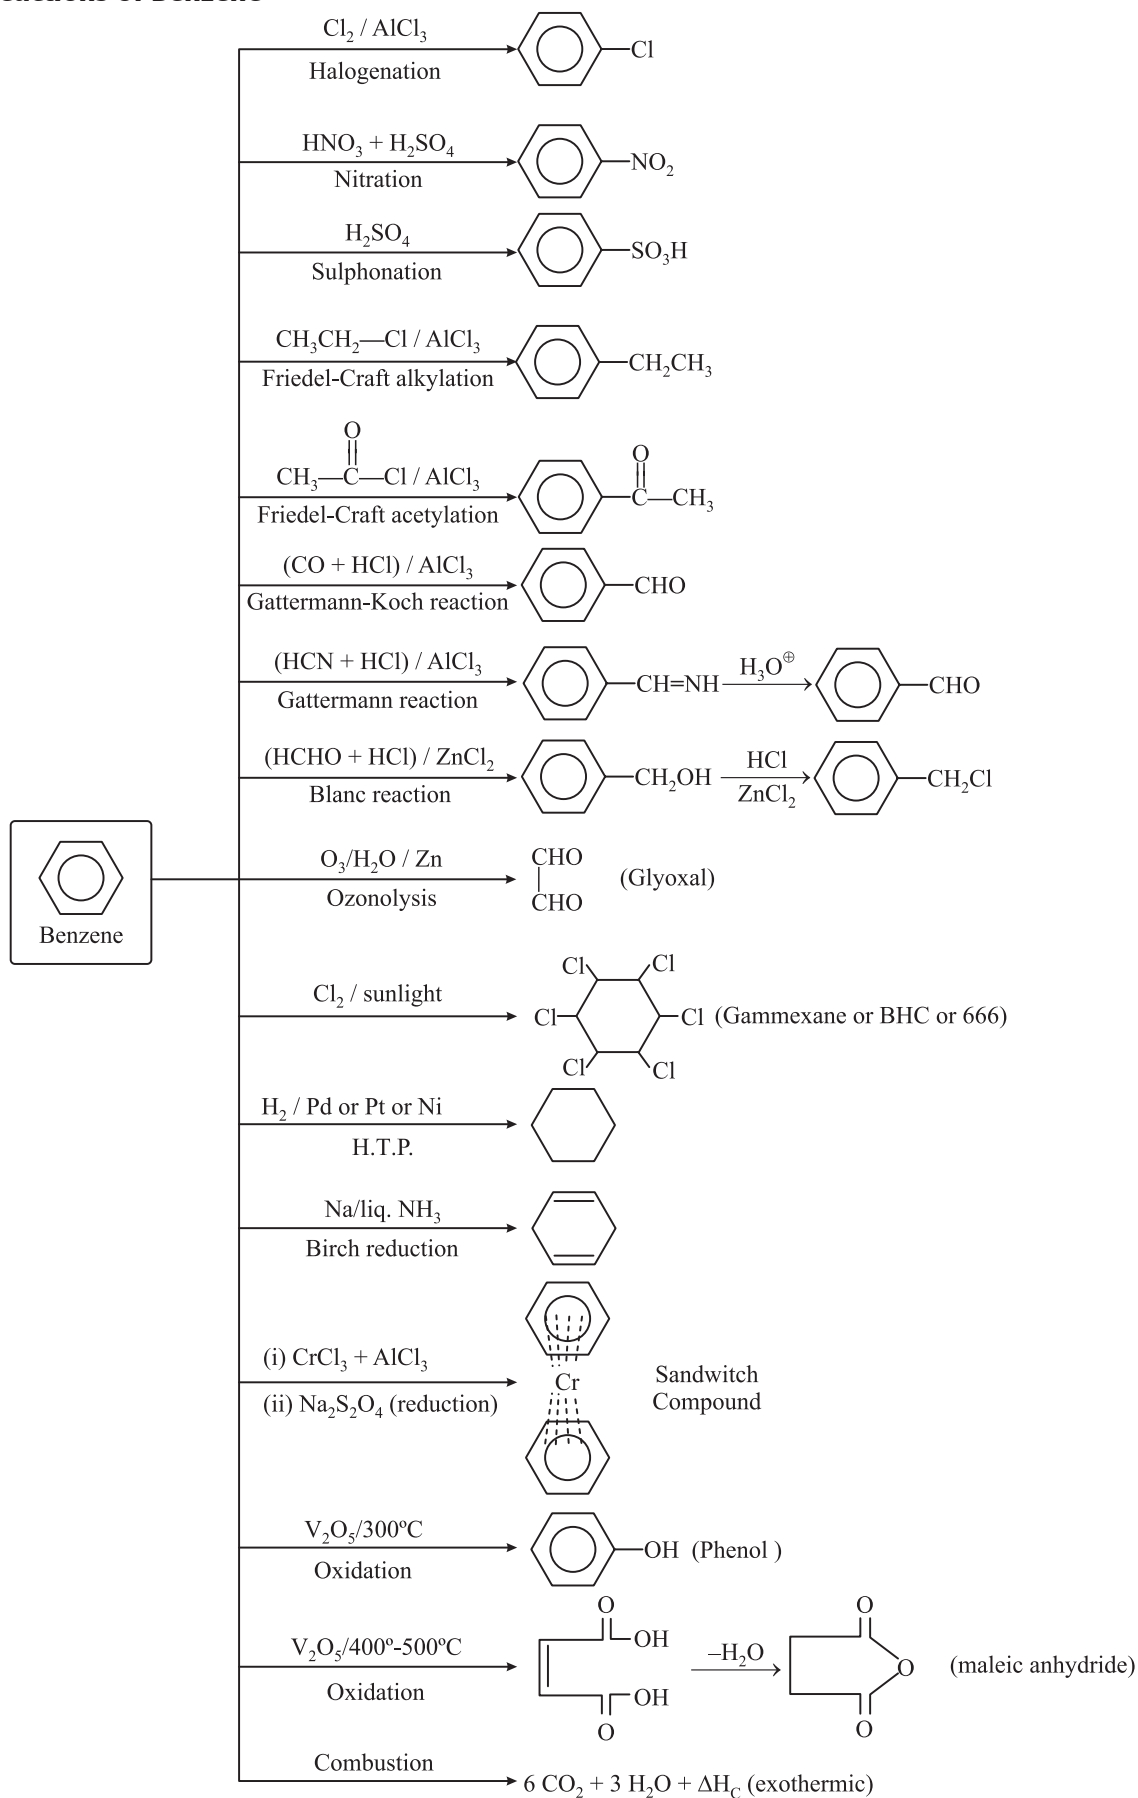 Cl₂ / AlCl₃
Halogenation
Cl
HNO₃ + H₂SO₄
Nitration
NO₂
H₂SO₄
Sulphonation
SO₃H
CH₃CH₂—Cl / AlCl₃
Friedel-Craft alkylation
CH₂CH₃
O
CH₃—C—Cl / AlCl₃
Friedel-Craft acetylation
O
C—CH₃
(CO + HCl) / AlCl₃
Gattermann-Koch reaction
CHO
(HCN + HCl) / AlCl₃
Gattermann reaction
CH=NH
H₃O⊕
CHO
(HCHO + HCl) / ZnCl₂
Blanc reaction
CH₂OH
HCl
ZnCl₂
CH₂Cl
Benzene
O₃/H₂O / Zn
Ozonolysis
CHO
CHO
(Glyoxal)
Cl₂ / sunlight
Cl Cl
Cl Cl (Gammexane or BHC or 666)
Cl Cl
H₂ / Pd or Pt or Ni
H.T.P.
Na/liq. NH₃
Birch reduction
(i) CrCl₃ + AlCl₃
(ii) Na₂S₂O₄ (reduction)
Cr
Sandwitch
Compound
V₂O₅/300ºC
Oxidation
OH (Phenol )
V₂O₅/400º-500ºC
Oxidation
O
OH
OH
O
–H₂O
O
O
O
(maleic anhydride)
Combustion
6 CO₂ + 3 H₂O + ΔH_C (exothermic)